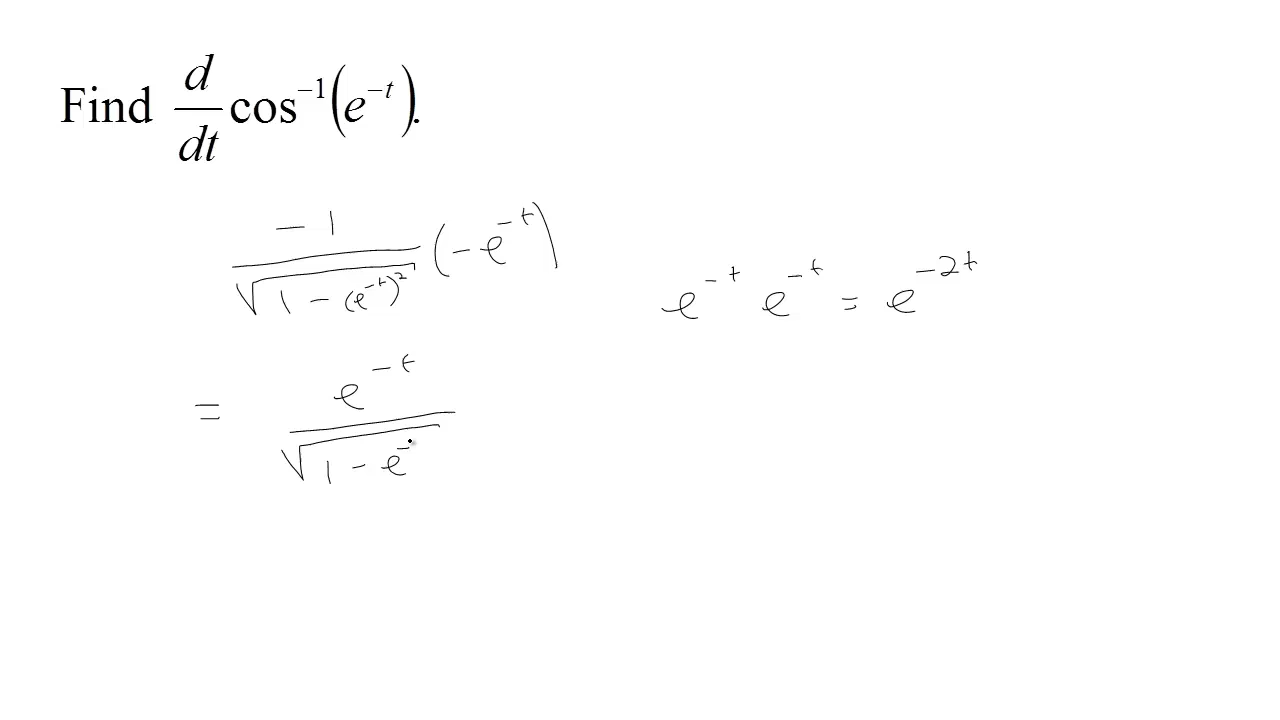 Find d/dt cos⁻¹(e⁻ᵗ).
-1/√(1-(e⁻ᵗ)²) (-e⁻ᵗ)
e⁻ᵗ e⁻ᵗ = e⁻²ᵗ
= e⁻ᵗ/√(1-e⁻